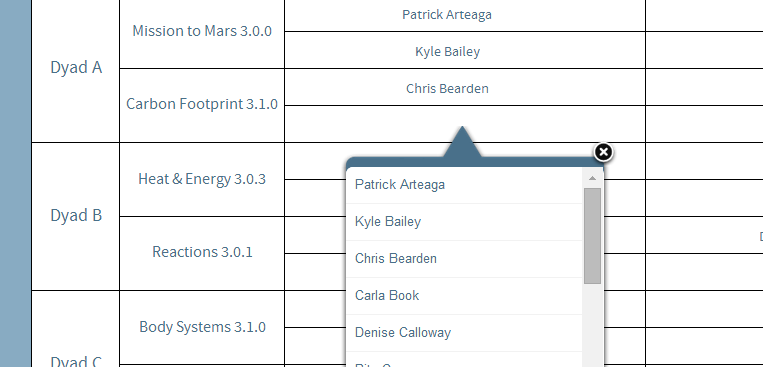 Patrick Arteaga
Mission to Mars 3.0.0
Kyle Bailey
Dyad A
Chris Bearden
Carbon Footprint 3.1.0
Heat & Energy 3.0.3
Dyad B
Reactions 3.0.1
Body Systems 3.1.0
Dyad C
Patrick Arteaga
Kyle Bailey
Chris Bearden
Carla Book
Denise Calloway